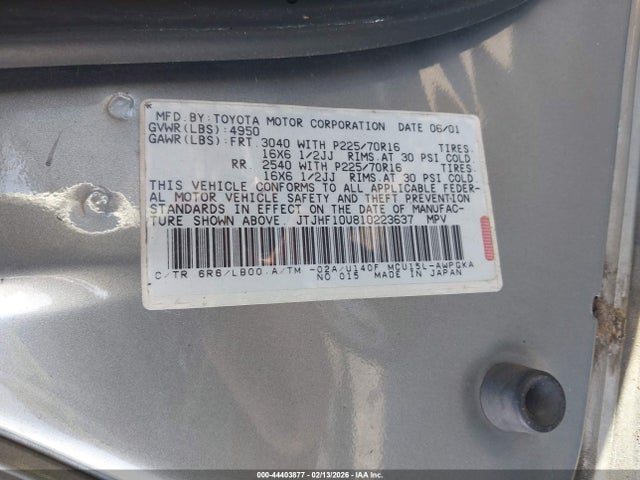 MFD.BY:TOYOTA MOTOR CORPORATION DATE 06/01
GVWR(LBS):4950
GAWR(LBS):FRT.3040 WITH P225/70R16 TIRES.
16X6 1/2JJ RIMS.AT 30 PSI COLD
RR 2540 WITH P225/70R16 TIRES.
16X6 1/2JJ RIMS.AT 30 PSI COLD
THIS VEHICLE CONFORMS TO ALL APPLICABLE FEDER-
AL MOTOR VEHICLE SAFETY AND THEFT PREVENTION
STANDARDS IN EFFECT ON THE DATE OF MANUFAC-
TURE SHOWN ABOVE. JTJHF10U810223637 MPV
C/TR 6R6/LB00 A/TM -02A/U140F MCU15L-AWPGKA
NO 015 MADE IN JAPAN
000-44403877 | 02/13/2026 | IAA Inc.